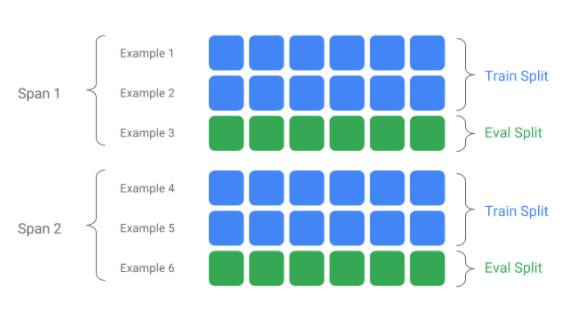 Example 1
Example 2
Train Split
Span 1
Example 3
Eval Split
Example 4
Example 5
Train Split
Span 2
Example 6
Eval Split